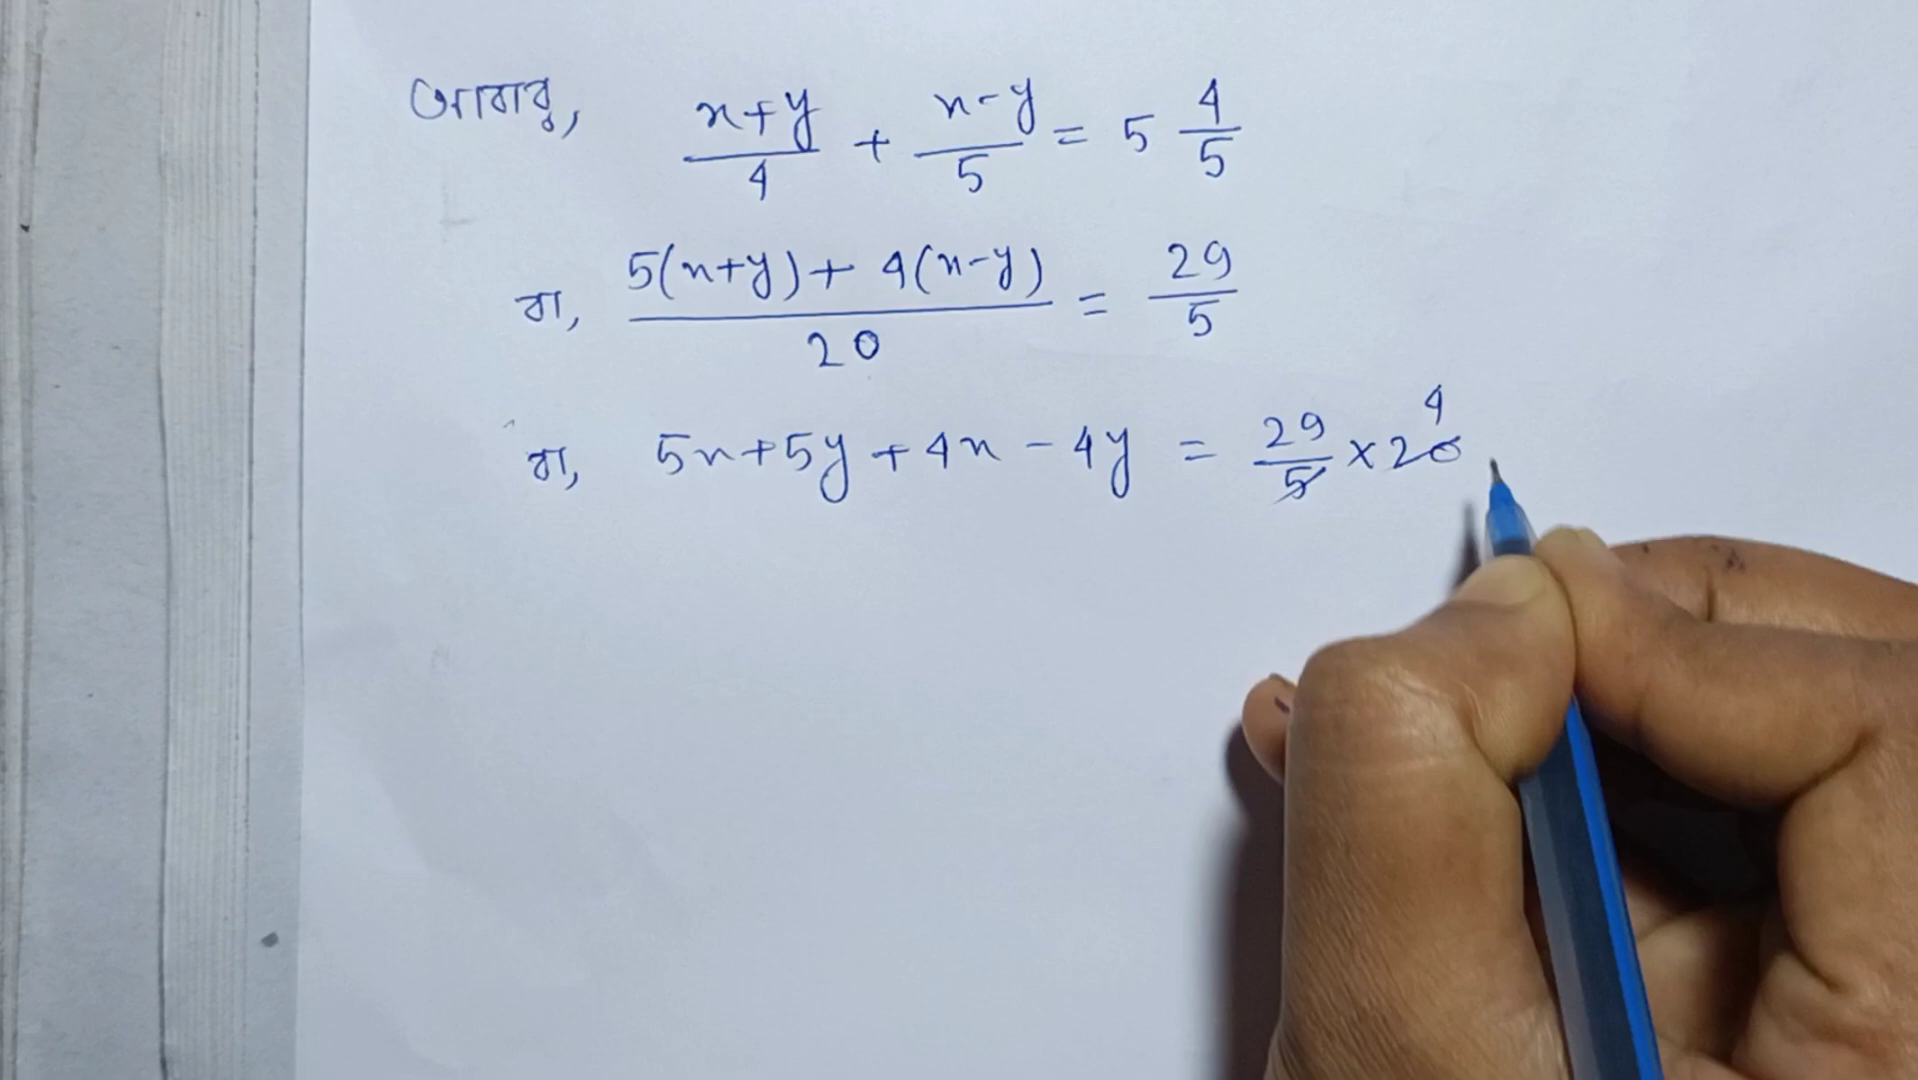 আবার, x+y/4 + x-y/5 = 5 4/5
বা, 5(x+y)+4(x-y)/20 = 29/5
বা, 5x+5y+4x-4y = 29/5 × 20 4